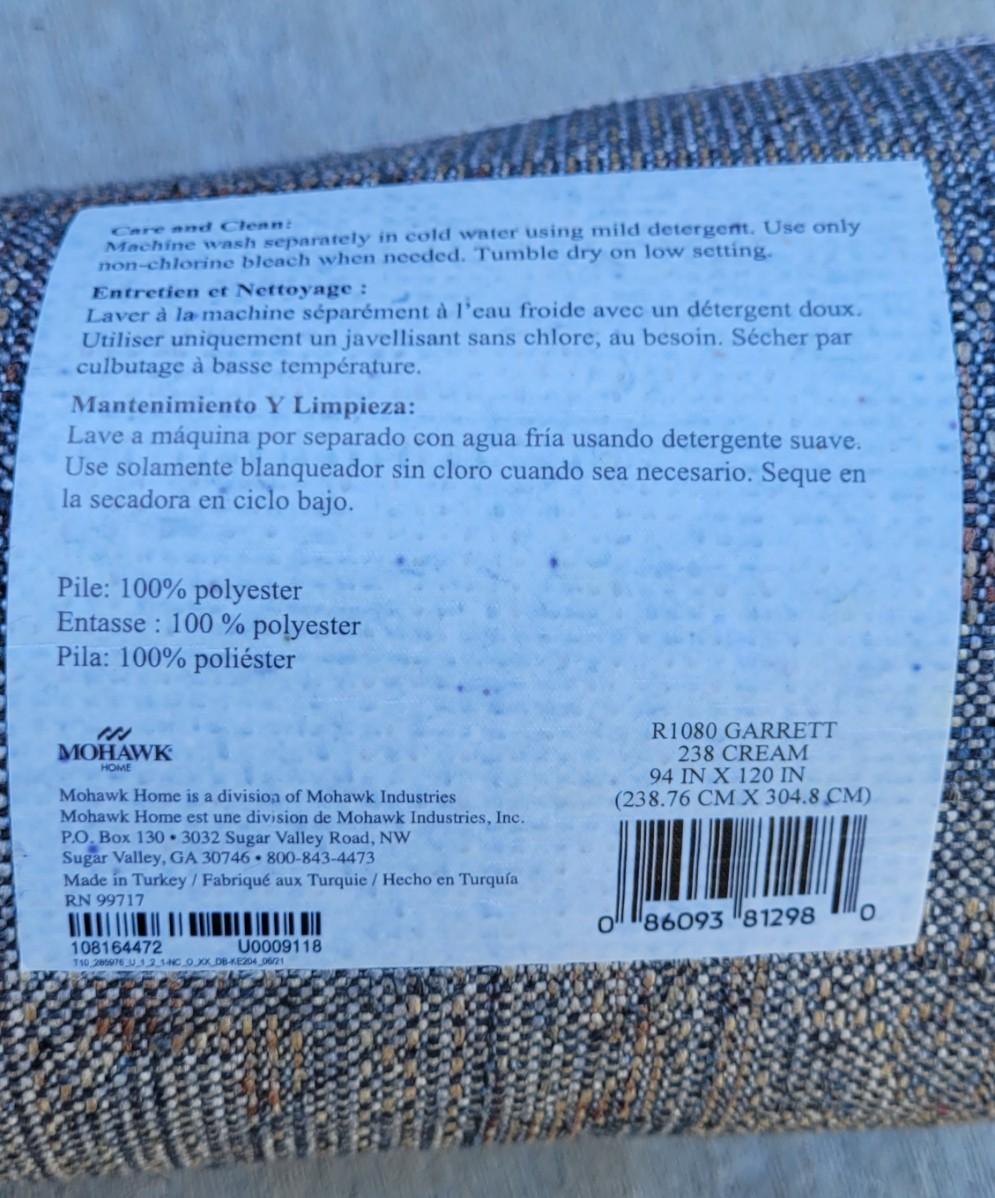 Care and Clean:
Machine wash separately in cold water using mild detergent. Use only
non-chlorine bleach when needed. Tumble dry on low setting.
Entretien et Nettoyage :
Laver à la machine séparément à l'eau froide avec un détergent doux.
Utiliser uniquement un javellisant sans chlore, au besoin. Sécher par
culbutage à basse température.
Mantenimiento Y Limpieza:
Lave a máquina por separado con agua fría usando detergente suave.
Use solamente blanqueador sin cloro cuando sea necesario. Seque en
la secadora en ciclo bajo.
Pile: 100% polyester
Entasse : 100 % polyester
Pila: 100% poliéster
MOHAWK
HOME
Mohawk Home is a division of Mohawk Industries
Mohawk Home est une division de Mohawk Industries, Inc.
P.O. Box 130 • 3032 Sugar Valley Road, NW
Sugar Valley, GA 30746 • 800-843-4473
Made in Turkey / Fabriqué aux Turquie / Hecho en Turquía
RN 99717
108164472 U0009118
T10_285976_U_1_2_1-NC_O_XX_DB-KE204_06/21
R1080 GARRETT
238 CREAM
94 IN X 120 IN
(238.76 CM X 304.8 CM)
0 86093 81298 0